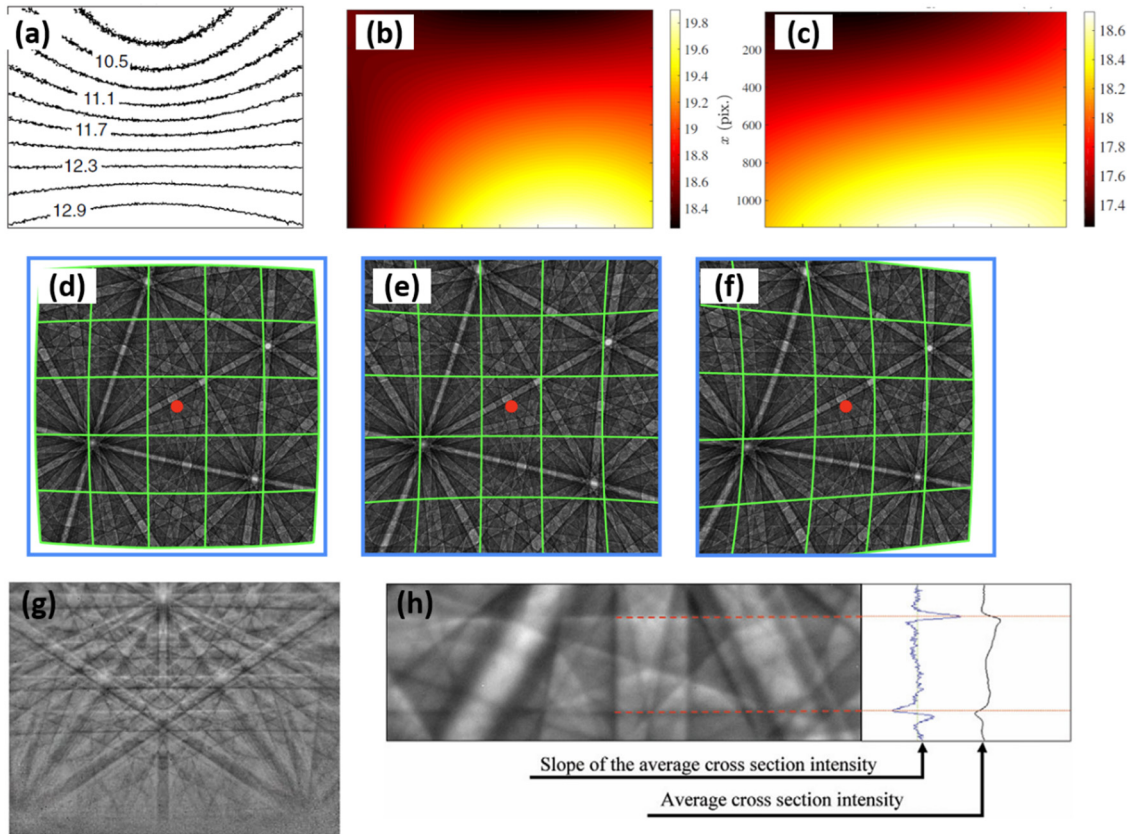 (a)
10.5
11.1
11.7
12.3
12.9
(b)
19.8
19.6
19.4
19.2
19
18.8
18.6
18.4
(c)
x (pix.)
200
400
600
800
1000
18.6
18.4
18.2
18
17.8
17.6
17.4
(d)
(e)
(f)
(g)
(h)
Slope of the average cross section intensity
Average cross section intensity